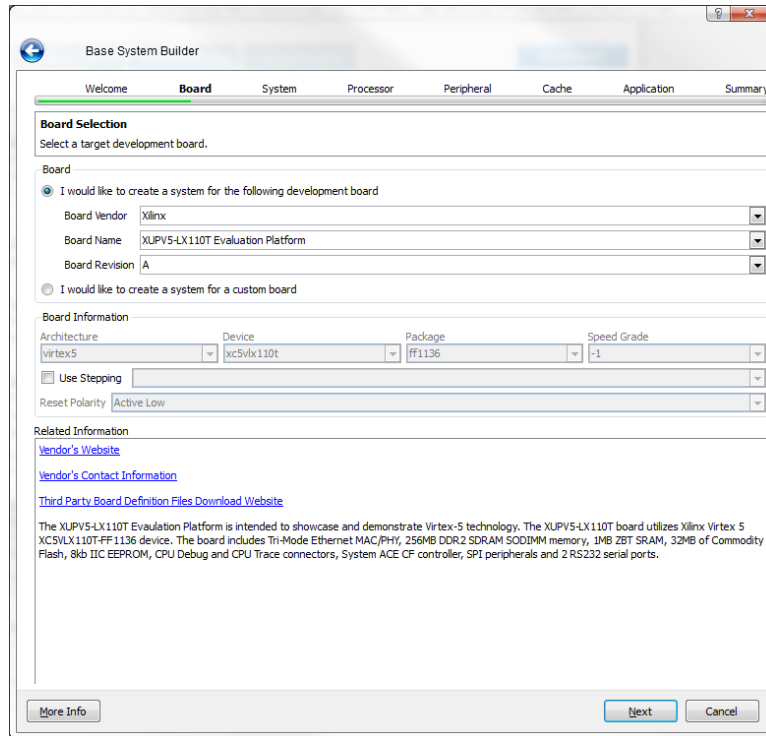 ?
X
Base System Builder
Welcome Board System Processor Peripheral Cache Application Summary
Board Selection
Select a target development board.
Board
I would like to create a system for the following development board
Board Vendor Xilinx
Board Name XUPV5-LX110T Evaluation Platform
Board Revision A
I would like to create a system for a custom board
Board Information
Architecture Device Package Speed Grade
virtex5 xc5vlx110t ff1136 -1
Use Stepping
Reset Polarity Active Low
Related Information
Vendor's Website
Vendor's Contact Information
Third Party Board Definition Files Download Website
The XUPV5-LX110T Evaulation Platform is intended to showcase and demonstrate Virtex-5 technology. The XUPV5-LX110T board utilizes Xilinx Virtex 5
XC5VLX110T-FF1136 device. The board includes Tri-Mode Ethernet MAC/PHY, 256MB DDR2 SDRAM SODIMM memory, 1MB ZBT SRAM, 32MB of Commodity
Flash, 8kb IIC EEPROM, CPU Debug and CPU Trace connectors, System ACE CF controller, SPI peripherals and 2 RS232 serial ports.
More Info Next Cancel